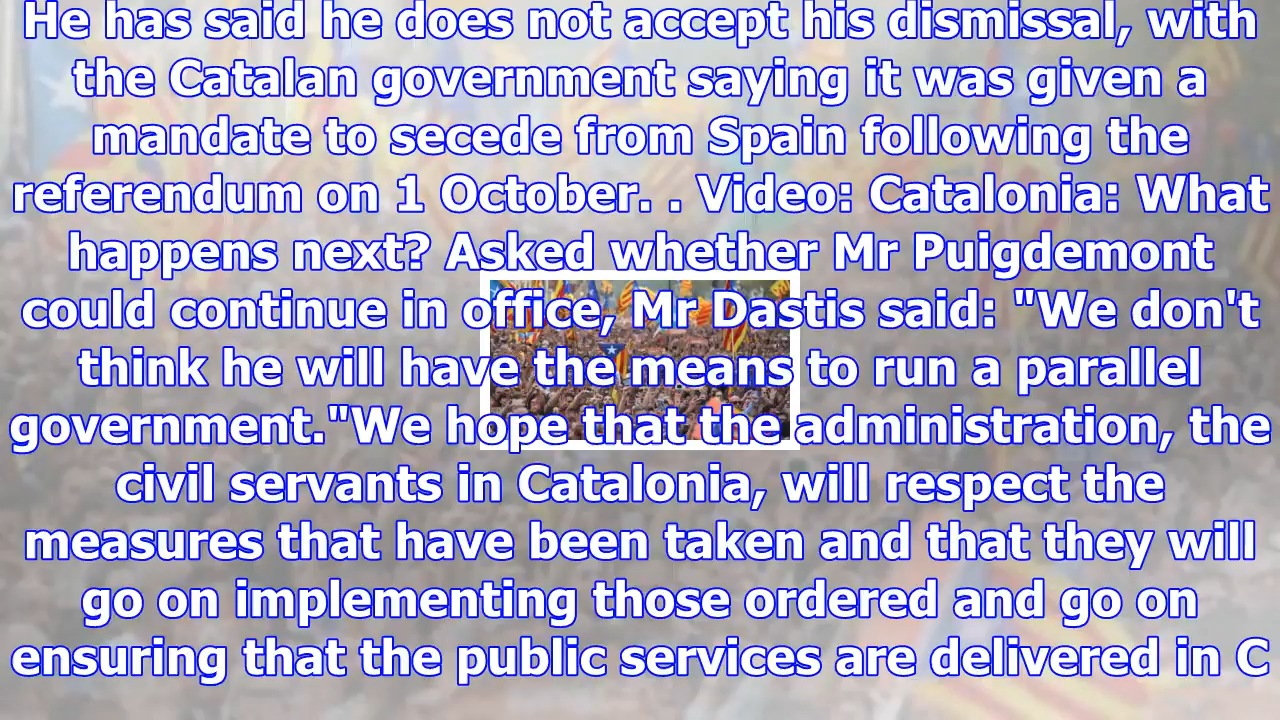 He has said he does not accept his dismissal, with
the Catalan government saying it was given a
mandate to secede from Spain following the
referendum on 1 October. . Video: Catalonia: What
happens next? Asked whether Mr Puigdemont
could continue in office, Mr Dastis said: "We don't
think he will have the means to run a parallel
government."We hope that the administration, the
civil servants in Catalonia, will respect the
measures that have been taken and that they will
go on implementing those ordered and go on
ensuring that the public services are delivered in C